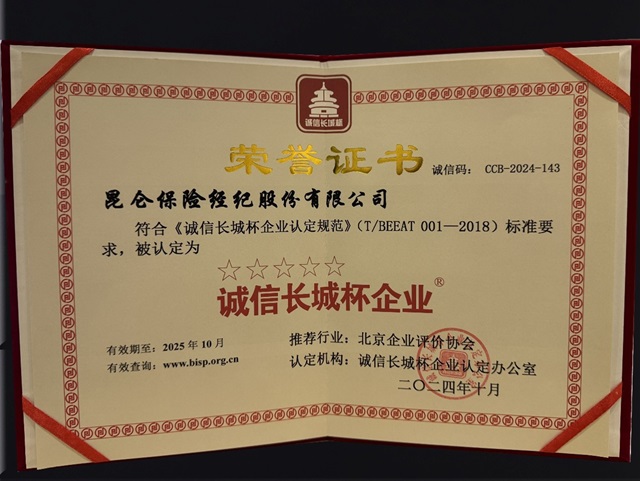 诚信长城杯
荣誉证书
诚信码: CCB-2024-143
昆仑保险经纪股份有限公司
符合《诚信长城杯企业认定规范》(T/BEEAT 001—2018)标准要
求,被认定为
☆☆☆☆☆
诚信长城杯企业®
有效期至: 2025年10月
有效查询: www.bisp.org.cn
推荐行业: 北京企业评价协会
认定机构: 诚信长城杯企业认定办公室
二〇二四年十月